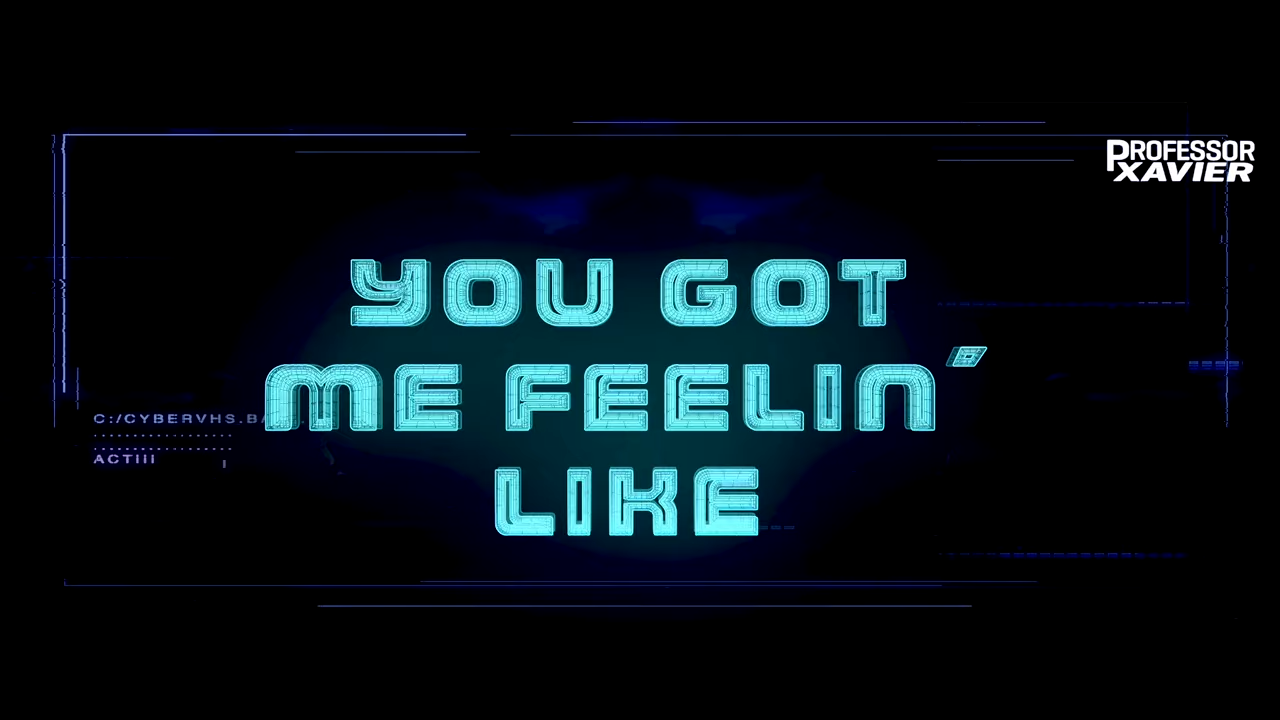 PROFESSOR
XAVIER
YOU GOT
ME FEELIN'
LIKE
C:/CYBERVHS.BA
ACTiii